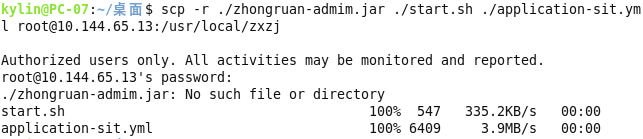 kylin@PC-07:~/桌面$ scp -r ./zhongruan-admim.jar ./start.sh ./application-sit.ym
l root@10.144.65.13:/usr/local/zxzj
Authorized users only. All activities may be monitored and reported.
root@10.144.65.13's password:
./zhongruan-admim.jar: No such file or directory
start.sh 100% 547 335.2KB/s 00:00
application-sit.yml 100% 6409 3.9MB/s 00:00